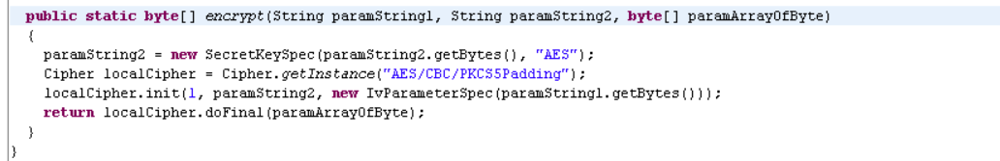 public static byte[] encrypt(String paramString1, String paramString2, byte[] paramArrayOfByte)
{
paramString2 = new SecretKeySpec(paramString2.getBytes(), "AES");
Cipher localCipher = Cipher.getInstance("AES/CBC/PKCS5Padding");
localCipher.init(1, paramString2, new IvParameterSpec(paramString1.getBytes()));
return localCipher.doFinal(paramArrayOfByte);
}
}